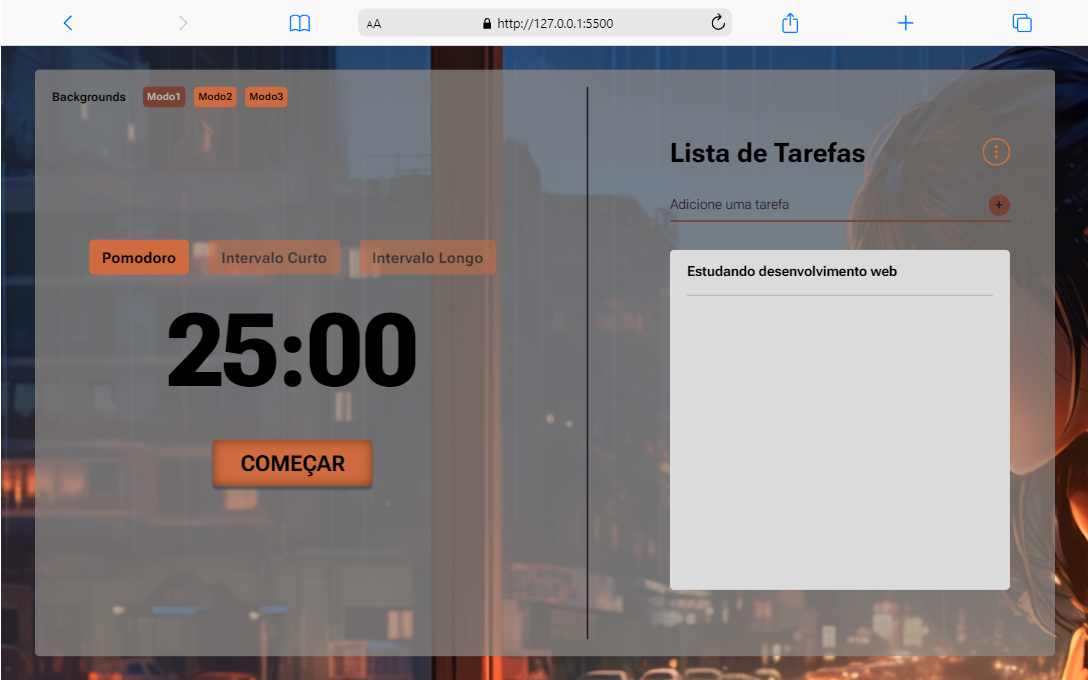 AA http://127.0.0.1:5500
Backgrounds Modo1 Modo2 Modo3
Pomodoro Intervalo Curto Intervalo Longo
25:00
COMEÇAR
Lista de Tarefas
Adicione uma tarefa +
Estudando desenvolvimento web